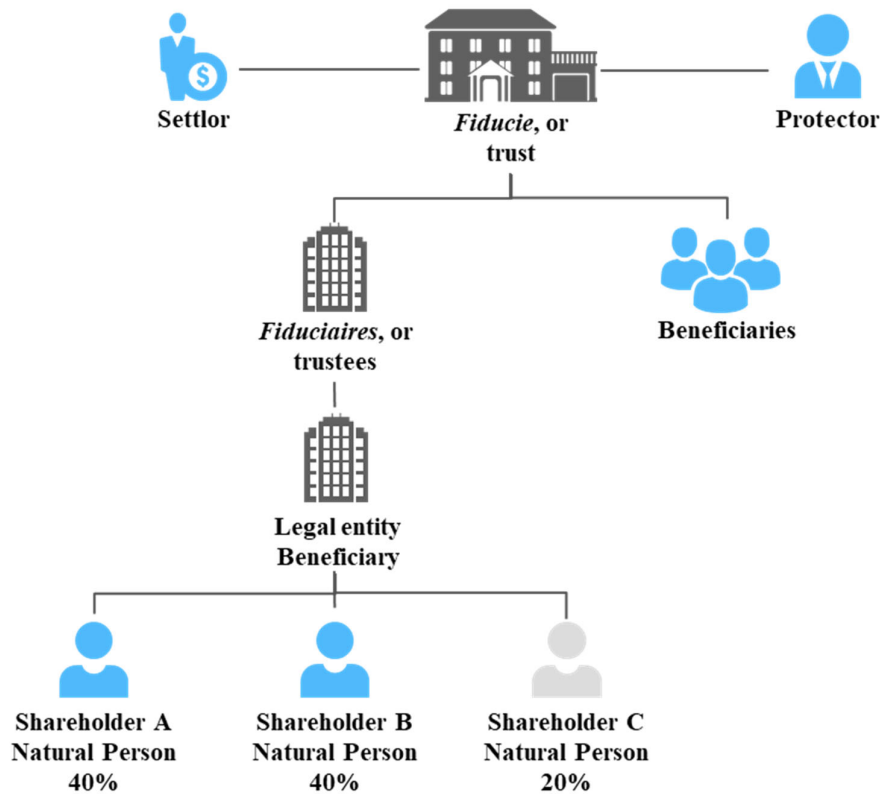 $
Settlor
Fiducie, or
trust
Protector
Fiduciaires, or
trustees
Beneficiaries
Legal entity
Beneficiary
Shareholder A
Natural Person
40%
Shareholder B
Natural Person
40%
Shareholder C
Natural Person
20%